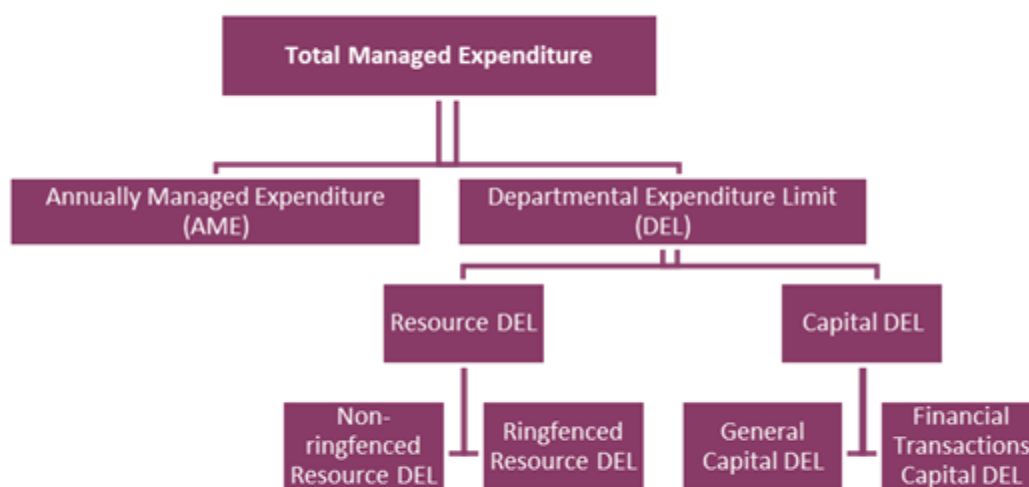 Total Managed Expenditure
Annually Managed Expenditure
(AME)
Departmental Expenditure Limit
(DEL)
Resource DEL
Capital DEL
Non-
ringfenced
Resource DEL
Ringfenced
Resource DEL
General
Capital DEL
Financial
Transactions
Capital DEL